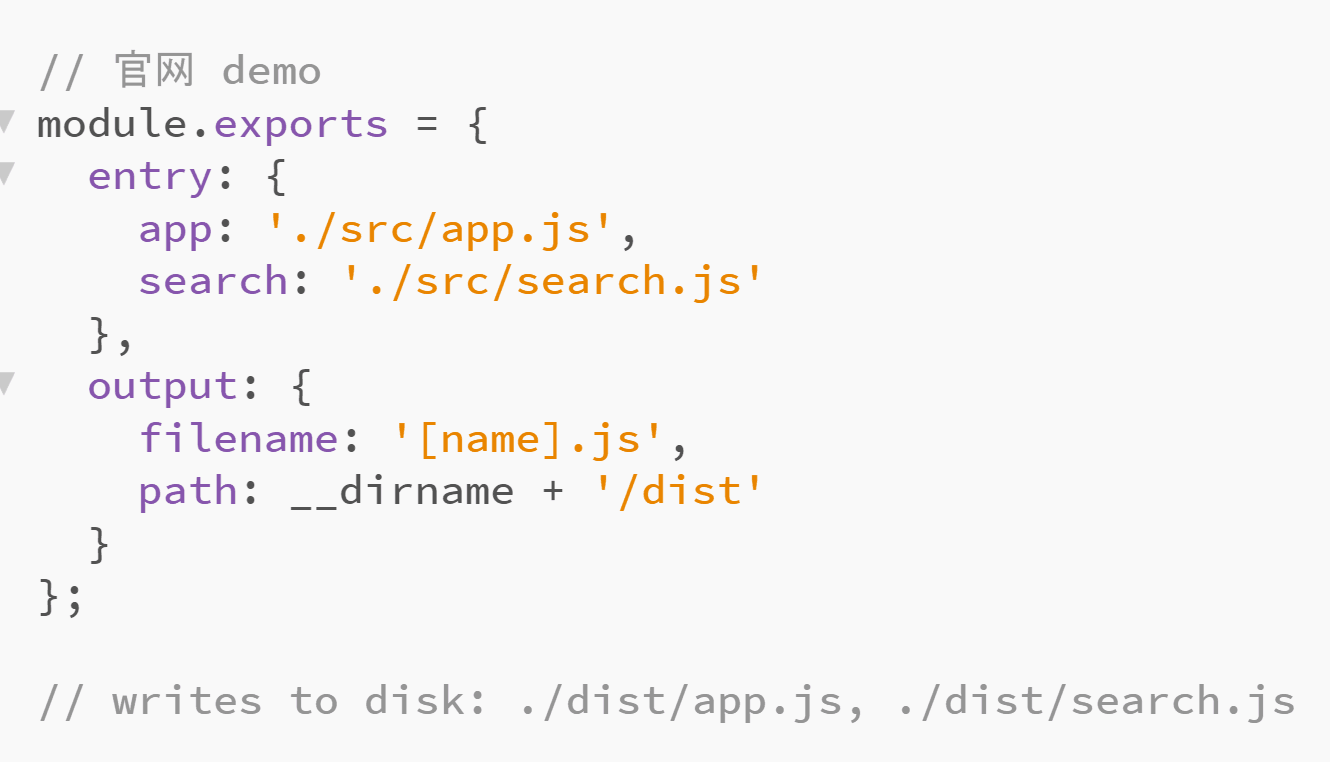 // 官网 demo
module.exports = {
  entry: {
    app: './src/app.js',
    search: './src/search.js'
  },
  output: {
    filename: '[name].js',
    path: __dirname + '/dist'
  }
};

// writes to disk: ./dist/app.js, ./dist/search.js